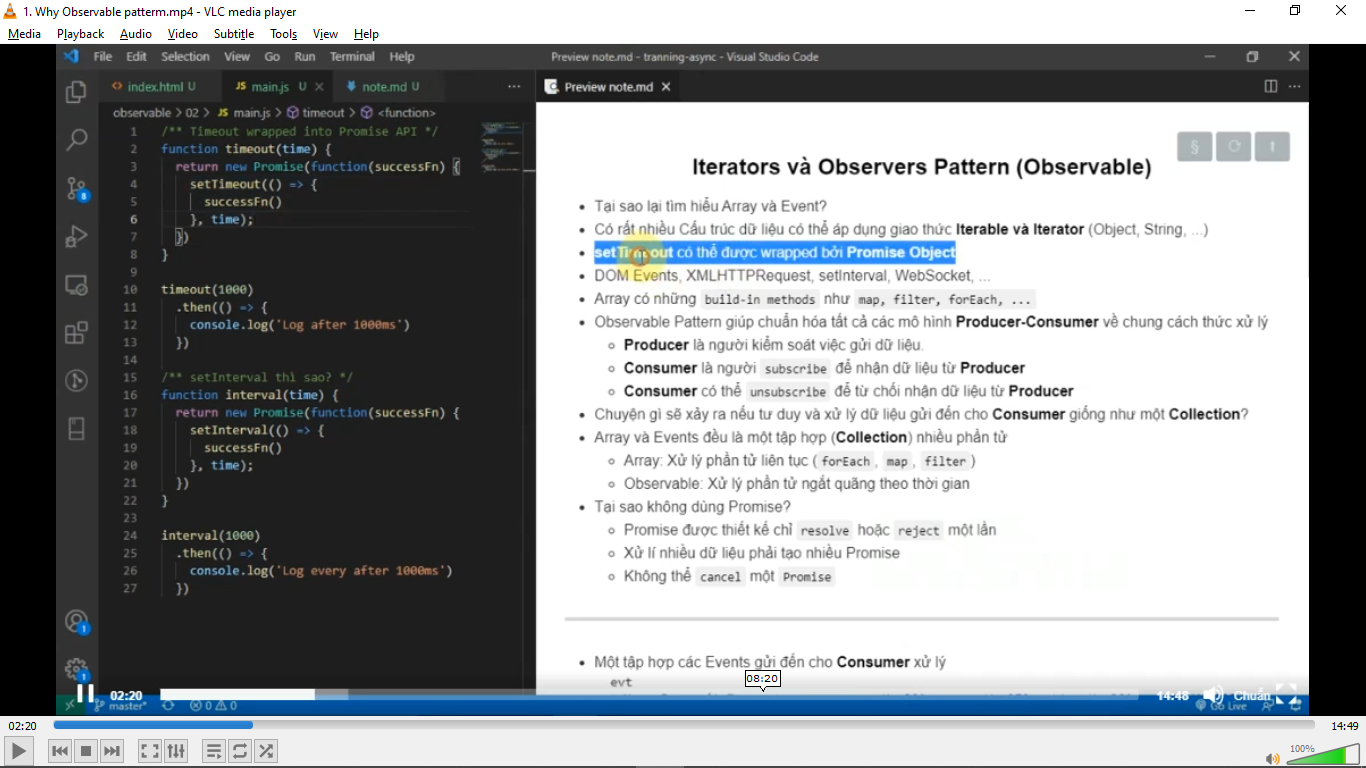 1. Why Observable patterm.mp4 - VLC media player
Media Playback Audio Video Subtitle Tools View Help
File Edit Selection View Go Run Terminal Help
Preview note.md - tranning-async - Visual Studio Code
index.html U
JS main.js U
note.md U
Preview note.md
observable > 02 > JS main.js > timeout > <function>
1 /** Timeout wrapped into Promise API */
2 function timeout(time) {
3 return new Promise(function(successFn) {
4 setTimeout(() => {
5 successFn()
6 }, time);
7 })
8 }
9
10 timeout(1000)
11 .then(() => {
12 console.log('Log after 1000ms')
13 })
14
15 /** setInterval thì sao? */
16 function interval(time) {
17 return new Promise(function(successFn) {
18 setInterval(() => {
19 successFn()
20 }, time);
21 })
22 }
23
24 interval(1000)
25 .then(() => {
26 console.log('Log every after 1000ms')
27 })
Iterators và Observers Pattern (Observable)
Tại sao lại tìm hiểu Array và Event?
Có rất nhiều Cấu trúc dữ liệu có thể áp dụng giao thức Iterable và Iterator (Object, String, ...)
setTimeout có thể được wrapped bởi Promise Object
DOM Events, XMLHTTPRequest, setInterval, WebSocket, ...
Array có những build-in methods như map, filter, forEach, ...
Observable Pattern giúp chuẩn hóa tất cả các mô hình Producer-Consumer về chung cách thức xử lý
Producer là người kiểm soát việc gửi dữ liệu.
Consumer là người subscribe để nhận dữ liệu từ Producer
Consumer có thể unsubscribe để từ chối nhận dữ liệu từ Producer
Chuyện gì sẽ xảy ra nếu tư duy và xử lý dữ liệu gửi đến cho Consumer giống như một Collection?
Array và Events đều là một tập hợp (Collection) nhiều phần tử
Array: Xử lý phần tử liên tục ( forEach , map , filter )
Observable: Xử lý phần tử ngắt quãng theo thời gian
Tại sao không dùng Promise?
Promise được thiết kế chỉ resolve hoặc reject một lần
Xử lí nhiều dữ liệu phải tạo nhiều Promise
Không thể cancel một Promise
Một tập hợp các Events gửi đến cho Consumer xử lý
evt
08:20
02:20
14:48
Chuẩn
master*
0 0
Go Live
8
1
1
02:20
14:49
100%